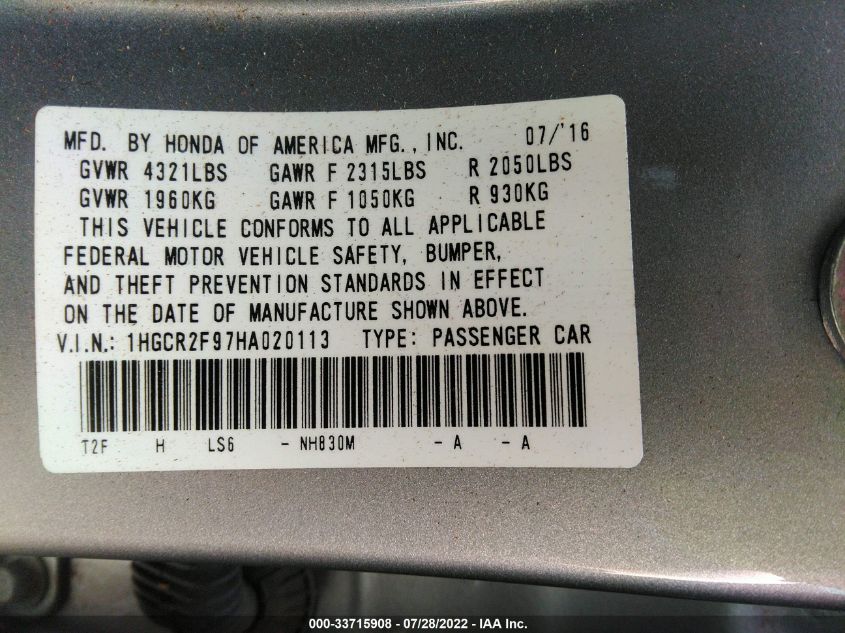 MFD. BY HONDA OF AMERICA MFG., INC. 07/'16
GVWR 4321LBS GAWR F 2315LBS R 2050LBS
GVWR 1960KG GAWR F 1050KG R 930KG
THIS VEHICLE CONFORMS TO ALL APPLICABLE
FEDERAL MOTOR VEHICLE SAFETY, BUMPER,
AND THEFT PREVENTION STANDARDS IN EFFECT
ON THE DATE OF MANUFACTURE SHOWN ABOVE.
V.I.N.: 1HGCR2F97HA020113 TYPE: PASSENGER CAR
T2F H LS6 - NH830M - A - A
000-33715908 - 07/28/2022 - IAA Inc.